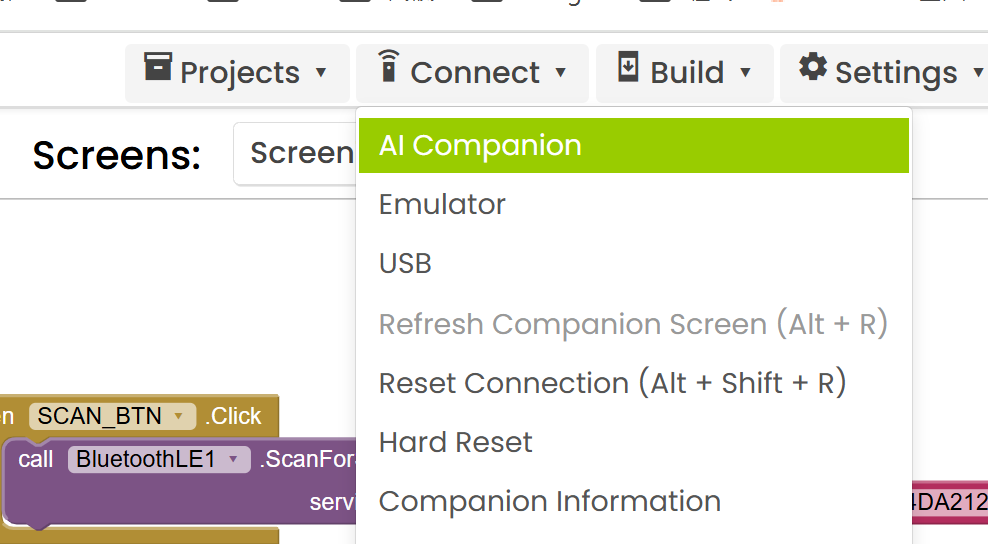 Projects ▼ Connect ▼ Build ▼ Settings ▼
Screens: Screen
AI Companion
Emulator
USB
Refresh Companion Screen (Alt + R)
Reset Connection (Alt + Shift + R)
SCAN_BTN .Click
Hard Reset
call BluetoothLE1 .ScanFor
Companion Information
servi
4DA212